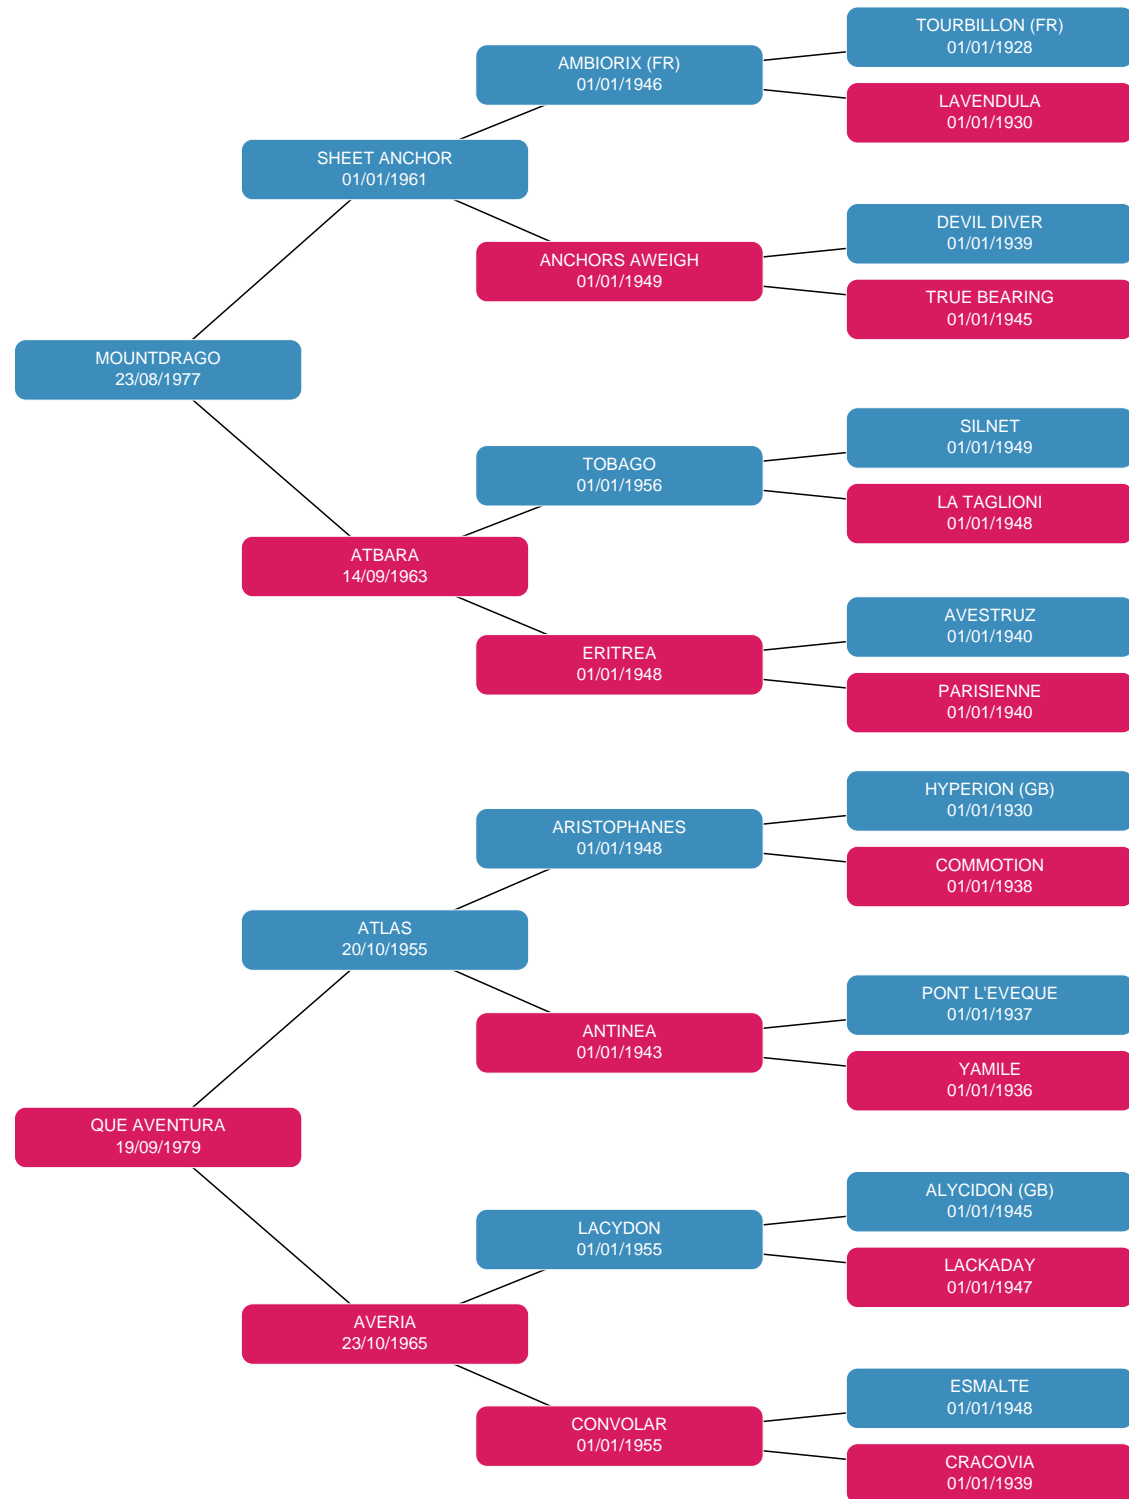 TOURBILLON (FR)
01/01/1928
AMBIORIX (FR)
01/01/1946
LAVENDULA
01/01/1930
SHEET ANCHOR
01/01/1961
DEVIL DIVER
01/01/1939
ANCHORS AWEIGH
01/01/1949
TRUE BEARING
01/01/1945
MOUNTDRAGO
23/08/1977
SILNET
01/01/1949
TOBAGO
01/01/1956
LA TAGLIONI
01/01/1948
ATBARA
14/09/1963
AVESTRUZ
01/01/1940
ERITREA
01/01/1948
PARISIENNE
01/01/1940
HYPERION (GB)
01/01/1930
ARISTOPHANES
01/01/1948
COMMOTION
01/01/1938
ATLAS
20/10/1955
PONT L'EVEQUE
01/01/1937
ANTINEA
01/01/1943
YAMILE
01/01/1936
QUE AVENTURA
19/09/1979
ALYCIDON (GB)
01/01/1945
LACYDON
01/01/1955
LACKADAY
01/01/1947
AVERIA
23/10/1965
ESMALTE
01/01/1948
CONVOLAR
01/01/1955
CRACOVIA
01/01/1939